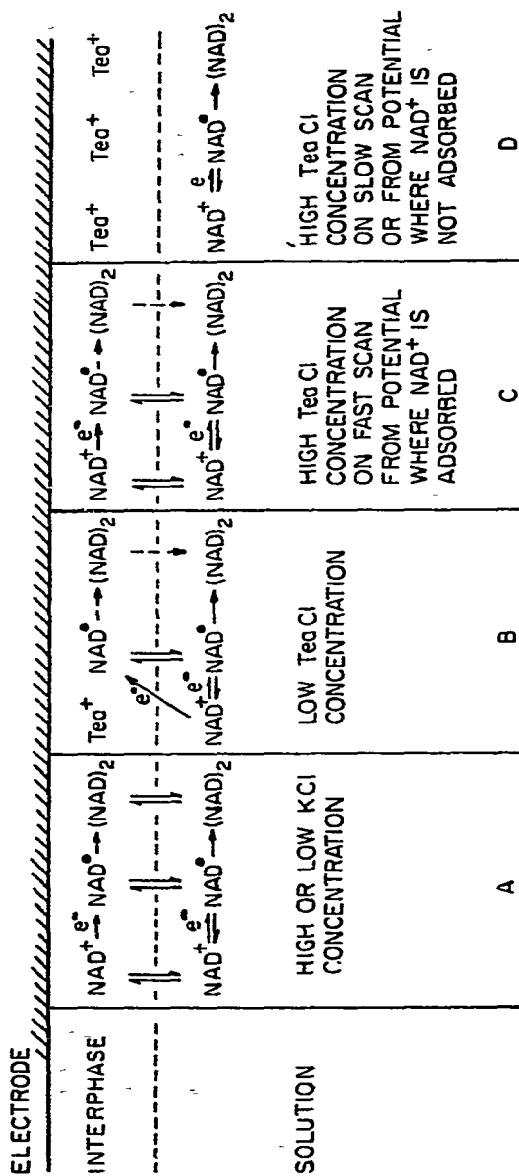 ELECTRODE
INTERPHASE
SOLUTION
NAD⁺ e⁻→ NAD• --→ (NAD)₂
NAD⁺ e⁻⇌ NAD• → (NAD)₂
HIGH OR LOW KCl
CONCENTRATION
A
Tea⁺ NAD• --→ (NAD)₂
e⁻
NAD⁺ e⁻⇌ NAD• → (NAD)₂
LOW TeaCl
CONCENTRATION
B
NAD⁺ e⁻→ NAD• --→ (NAD)₂
NAD⁺ e⁻⇌ NAD• → (NAD)₂
HIGH TeaCl
CONCENTRATION
ON FAST SCAN
FROM POTENTIAL
WHERE NAD⁺ IS
ADSORBED
C
Tea⁺ Tea⁺ Tea⁺
NAD⁺ e⇌ NAD• → (NAD)₂
HIGH TeaCl
CONCENTRATION
ON SLOW SCAN
OR FROM POTENTIAL
WHERE NAD⁺ IS
NOT ADSORBED
D